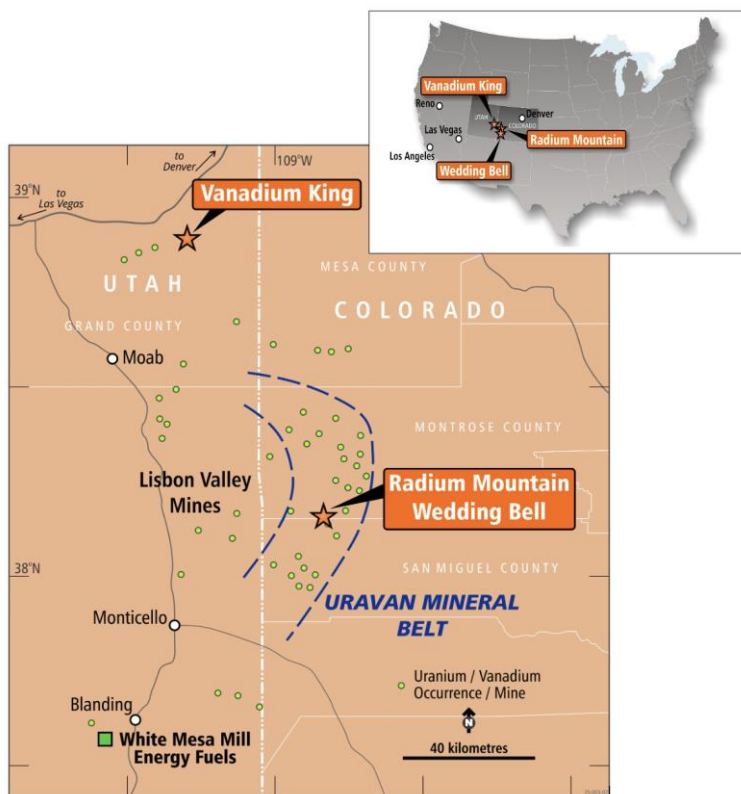 Vanadium King
Reno
UTAH
Denver
COLORADO
Las Vegas
Radium Mountain
Los Angeles
Wedding Bell
109°W
to
Denver
39°N
to
Las Vegas
Vanadium King
MESA COUNTY
UTAH
COLORADO
GRAND COUNTY
Moab
MONTROSE COUNTY
Lisbon Valley
Mines
Radium Mountain
Wedding Bell
38°N
SAN MIGUEL COUNTY
URAVAN MINERAL
BELT
Monticello
Uranium / Vanadium
Occurrence / Mine
Blanding
N
White Mesa Mill
Energy Fuels
40 kilometres